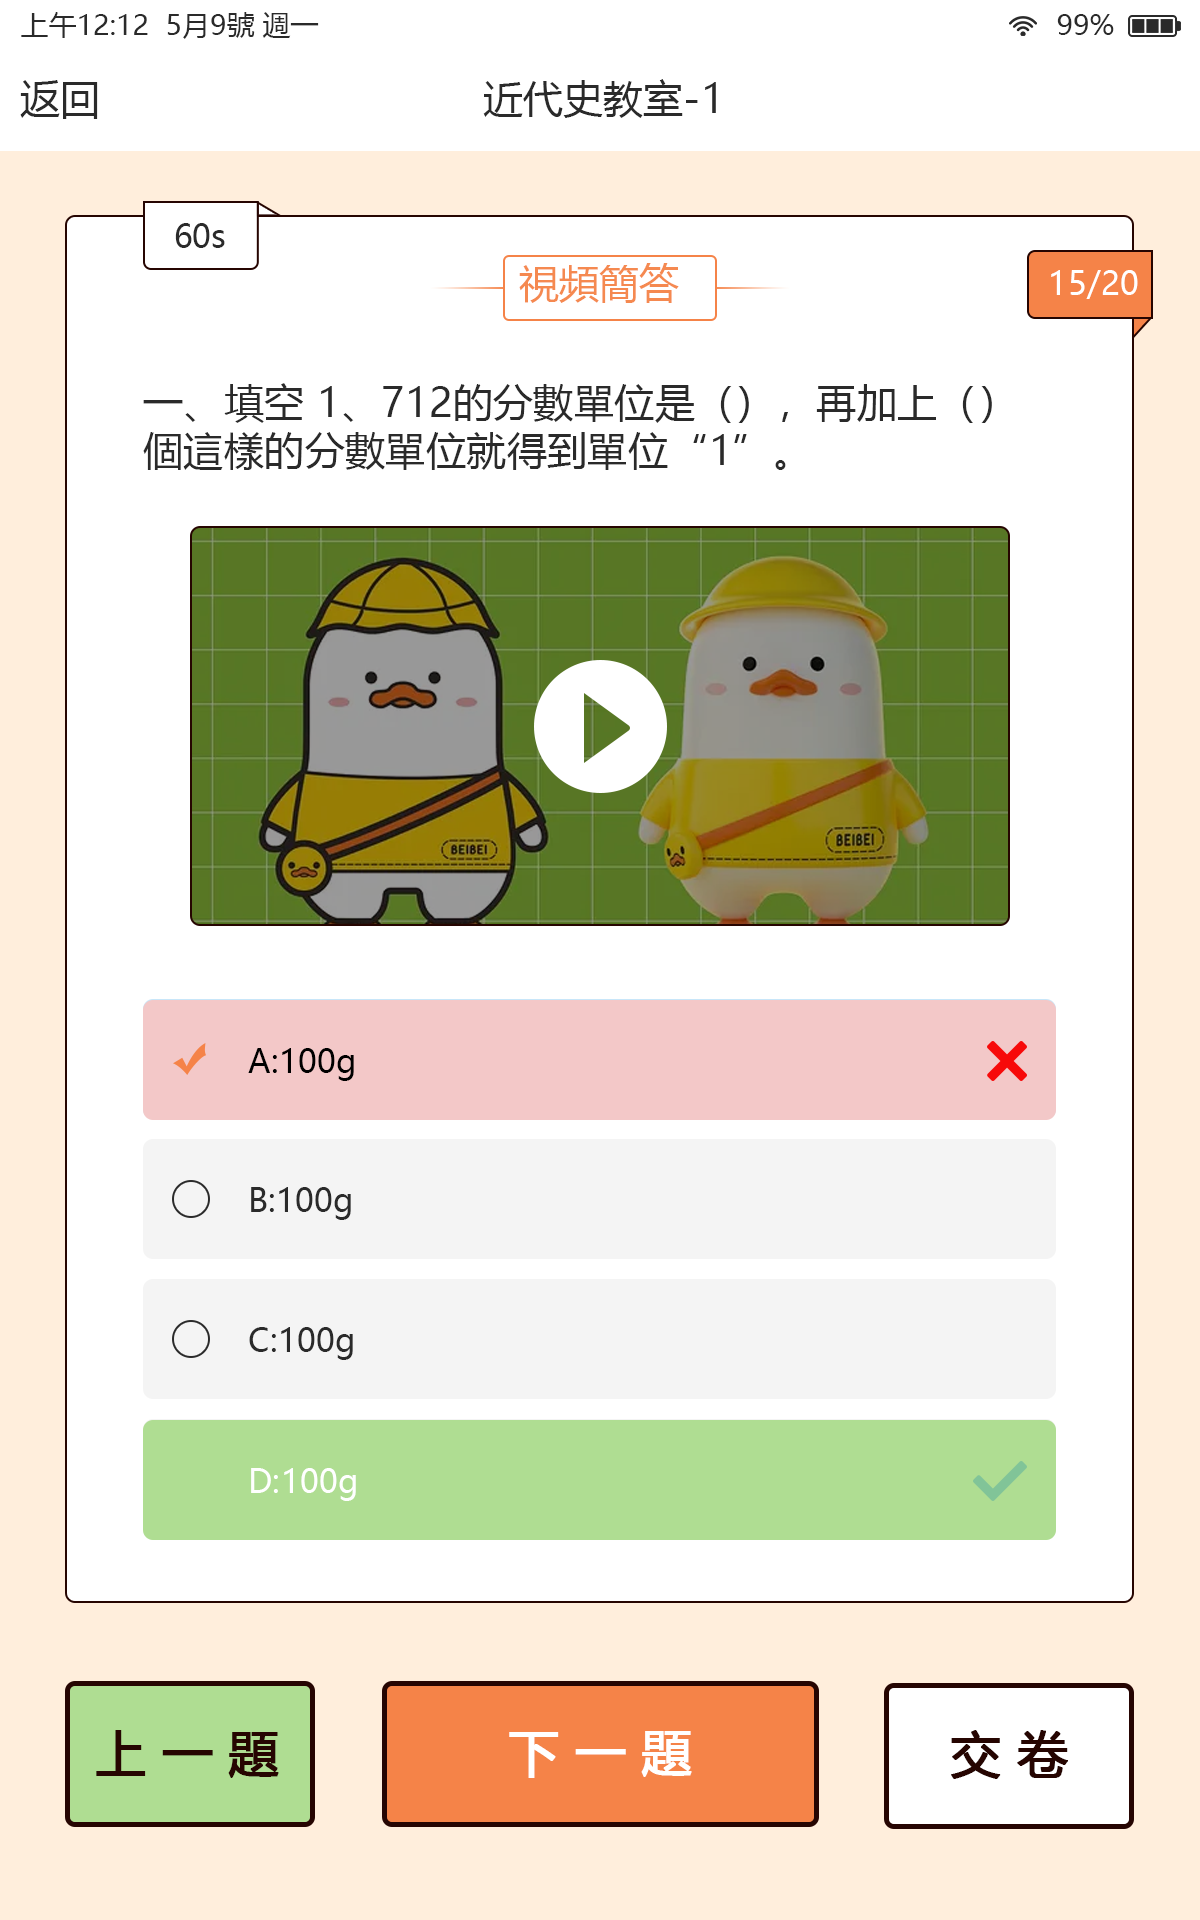 上午12:12 5月9號 週一 99%
返回 近代史教室-1
60s
視頻簡答
15/20
一、填空 1、712的分數單位是（），再加上（）
個這樣的分數單位就得到單位“1”。
BEIBEI
BEIBEI
A:100g
B:100g
C:100g
D:100g
上一題
下一題
交卷